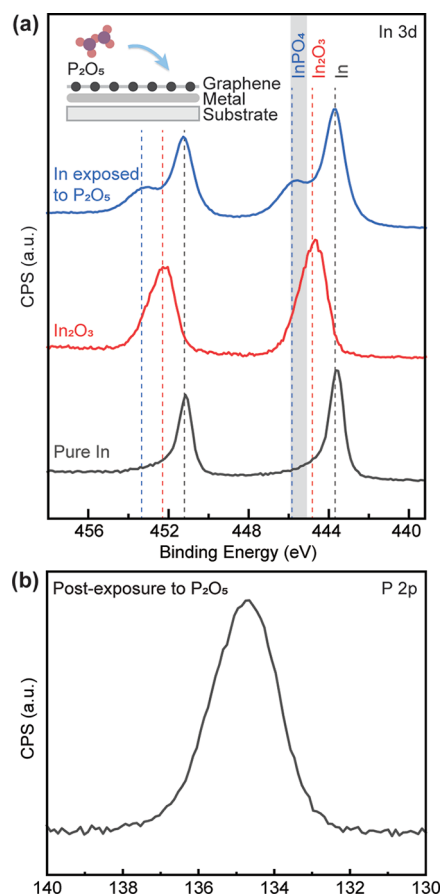 (a)
In 3d
P₂O₅
Graphene
Metal
Substrate
InPO₄
In₂O₃
In
In exposed
to P₂O₅
In₂O₃
Pure In
CPS (a.u.)
456 452 448 444 440
Binding Energy (eV)
(b)
Post-exposure to P₂O₅
P 2p
CPS (a.u.)
140 138 136 134 132 130